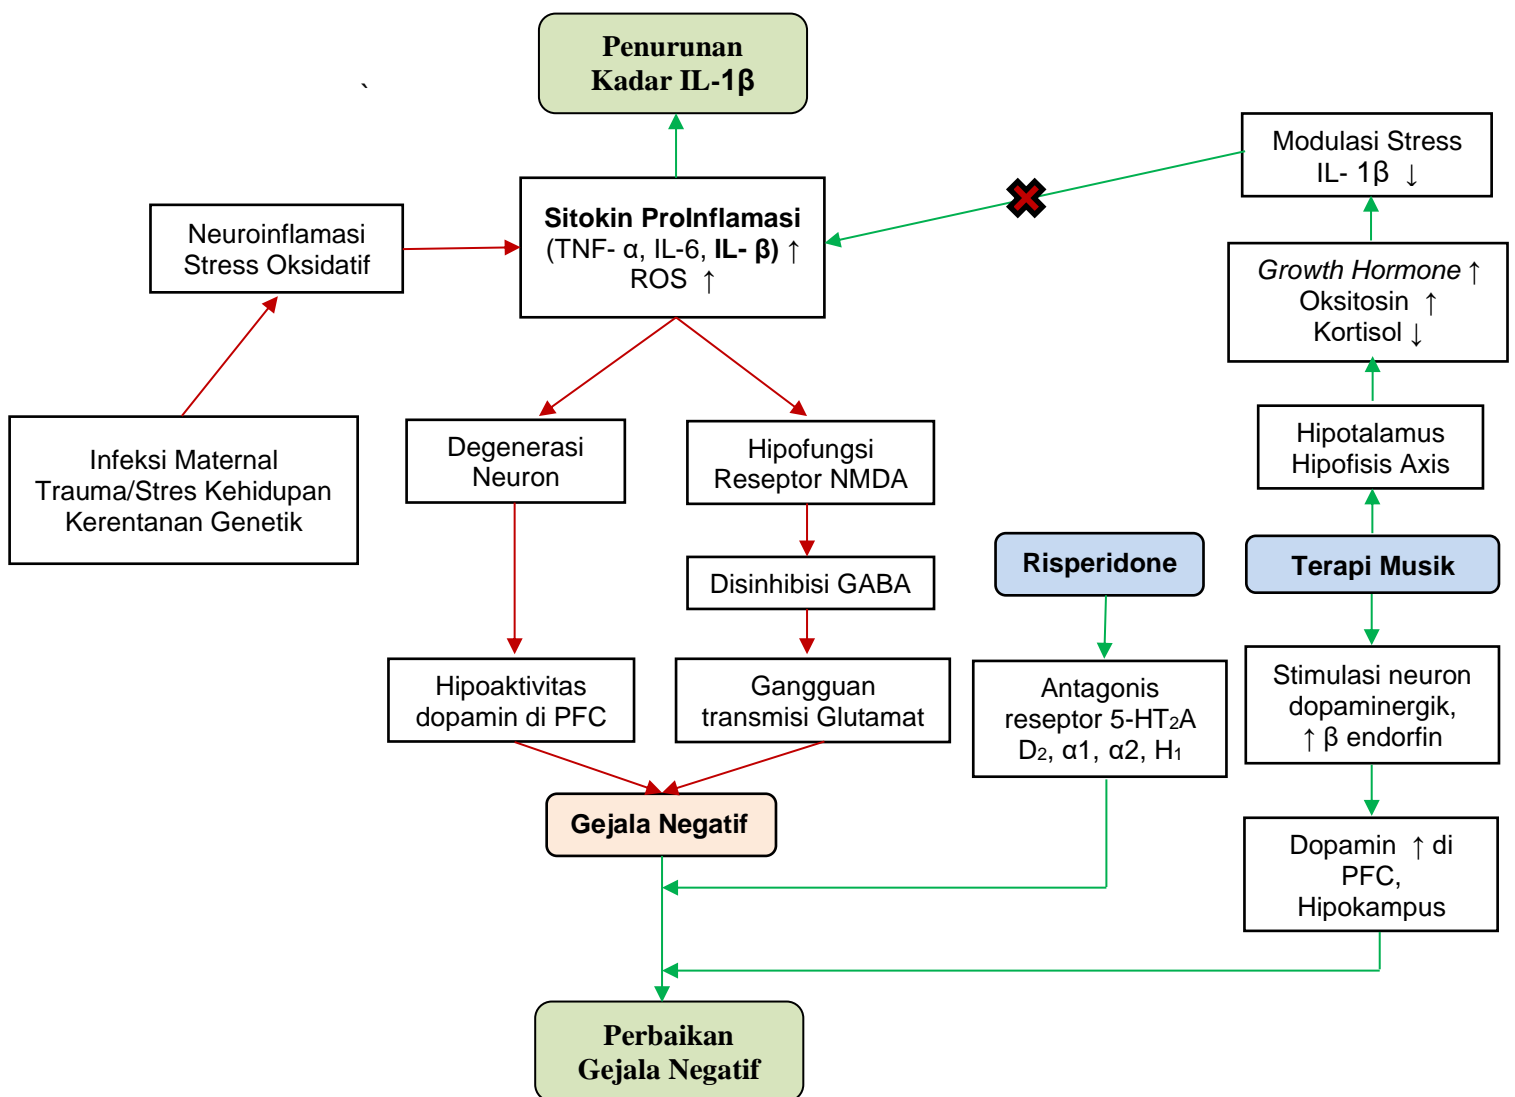 Penurunan
Kadar IL-1β
`
Modulasi Stress
IL- 1β ↓
Sitokin ProInflamasi
(TNF- α, IL-6, IL- β) ↑
ROS ↑
Neuroinflamasi
Stress Oksidatif
Growth Hormone ↑
Oksitosin ↑
Kortisol ↓
Infeksi Maternal
Trauma/Stres Kehidupan
Kerentanan Genetik
Degenerasi
Neuron
Hipofungsi
Reseptor NMDA
Hipotalamus
Hipofisis Axis
Disinhibisi GABA
Risperidone
Terapi Musik
Hipoaktivitas
dopamin di PFC
Gangguan
transmisi Glutamat
Antagonis
reseptor 5-HT₂A
D₂, α1, α2, H₁
Stimulasi neuron
dopaminergik,
↑ β endorfin
Gejala Negatif
Dopamin ↑ di
PFC,
Hipokampus
Perbaikan
Gejala Negatif